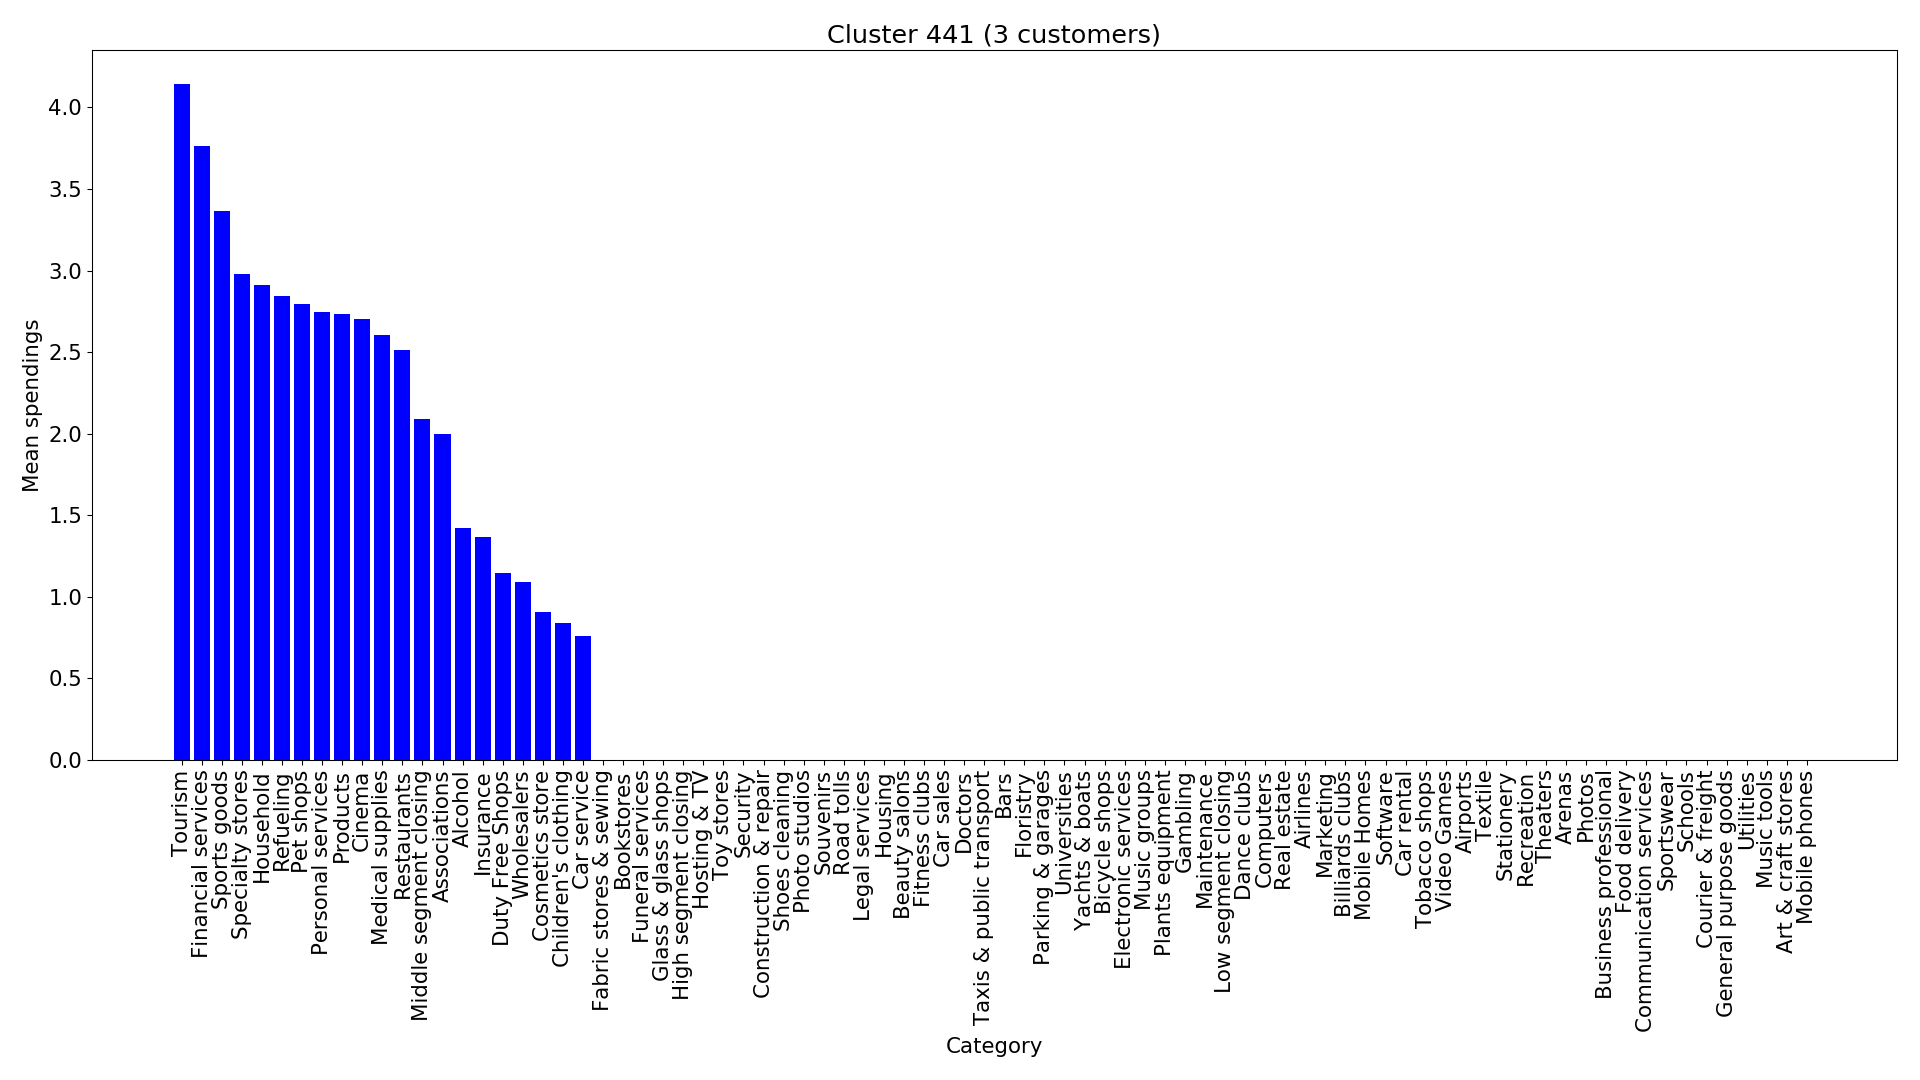 Cluster 441 (3 customers)
Mean spendings
4.0
3.5
3.0
2.5
2.0
1.5
1.0
0.5
0.0
Tourism
Financial services
Sports goods
Specialty stores
Household
Refueling
Pet shops
Personal services
Products
Cinema
Medical supplies
Restaurants
Middle segment closing
Associations
Alcohol
Insurance
Duty Free Shops
Wholesalers
Cosmetics store
Children's clothing
Car service
Fabric stores & sewing
Bookstores
Funeral services
Glass & glass shops
High segment closing
Hosting & TV
Toy stores
Security
Construction & repair
Shoes cleaning
Photo studios
Souvenirs
Road tolls
Legal services
Housing
Beauty salons
Fitness clubs
Car sales
Doctors
Taxis & public transport
Bars
Floristry
Parking & garages
Universities
Yachts & boats
Bicycle shops
Electronic services
Music groups
Plants equipment
Gambling
Maintenance
Low segment closing
Dance clubs
Computers
Real estate
Airlines
Marketing
Billiards clubs
Mobile Homes
Software
Car rental
Tobacco shops
Video Games
Airports
Textile
Stationery
Recreation
Theaters
Arenas
Photos
Business professional
Food delivery
Communication services
Sportswear
Schools
Courier & freight
General purpose goods
Utilities
Music tools
Art & craft stores
Mobile phones
Category